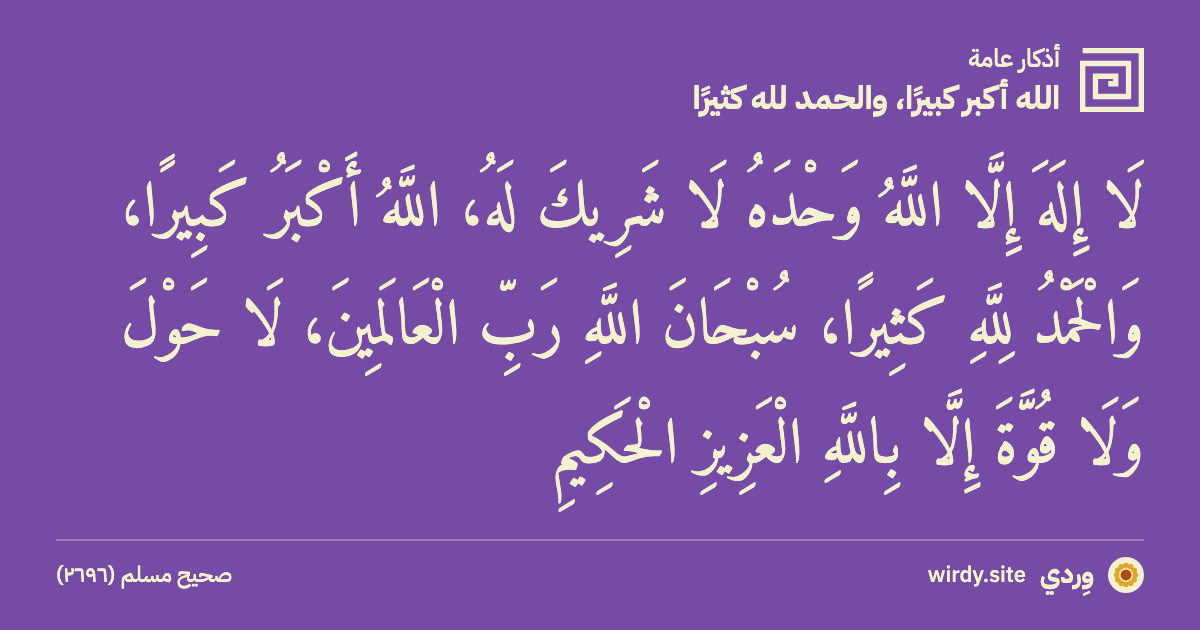 أذكار عامة
الله أكبر كبيرًا، والحمد لله كثيرًا
لَا إِلَهَ إِلَّا اللَّهُ وَحْدَهُ لَا شَرِيكَ لَهُ، اللَّهُ أَكْبَرُ كَبِيرًا،
وَالْحَمْدُ لِلَّهِ كَثِيرًا، سُبْحَانَ اللَّهِ رَبِّ الْعَالَمِينَ، لَا حَوْلَ
وَلَا قُوَّةَ إِلَّا بِاللَّهِ الْعَزِيزِ الْحَكِيمِ
وِردي wirdy.site
صحيح مسلم (٢٦٩٦)